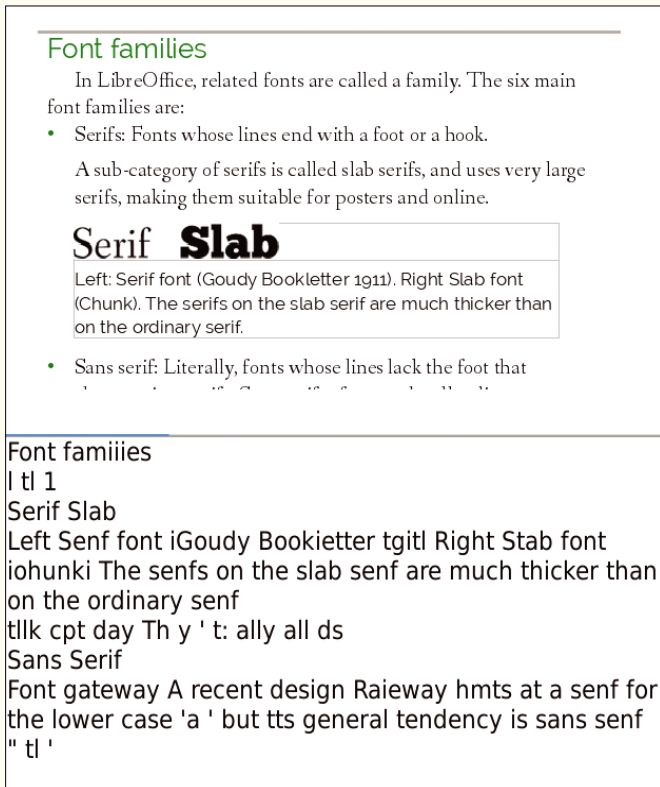 Font families
In LibreOffice, related fonts are called a family. The six main
font families are:
• Serifs: Fonts whose lines end with a foot or a hook.
A sub-category of serifs is called slab serifs, and uses very large
serifs, making them suitable for posters and online.
Serif Slab
Left: Serif font (Goudy Bookletter 1911). Right Slab font
(Chunk). The serifs on the slab serif are much thicker than
on the ordinary serif.
• Sans serif: Literally, fonts whose lines lack the foot that
Font famiiies
l tl 1
Serif Slab
Left Senf font iGoudy Bookietter tgitl Right Stab font
iohunki The senfs on the slab senf are much thicker than
on the ordinary senf
tllk cpt day Th y ' t: ally all ds
Sans Serif
Font gateway A recent design Raieway hmts at a senf for
the lower case 'a ' but tts general tendency is sans senf
" tl '